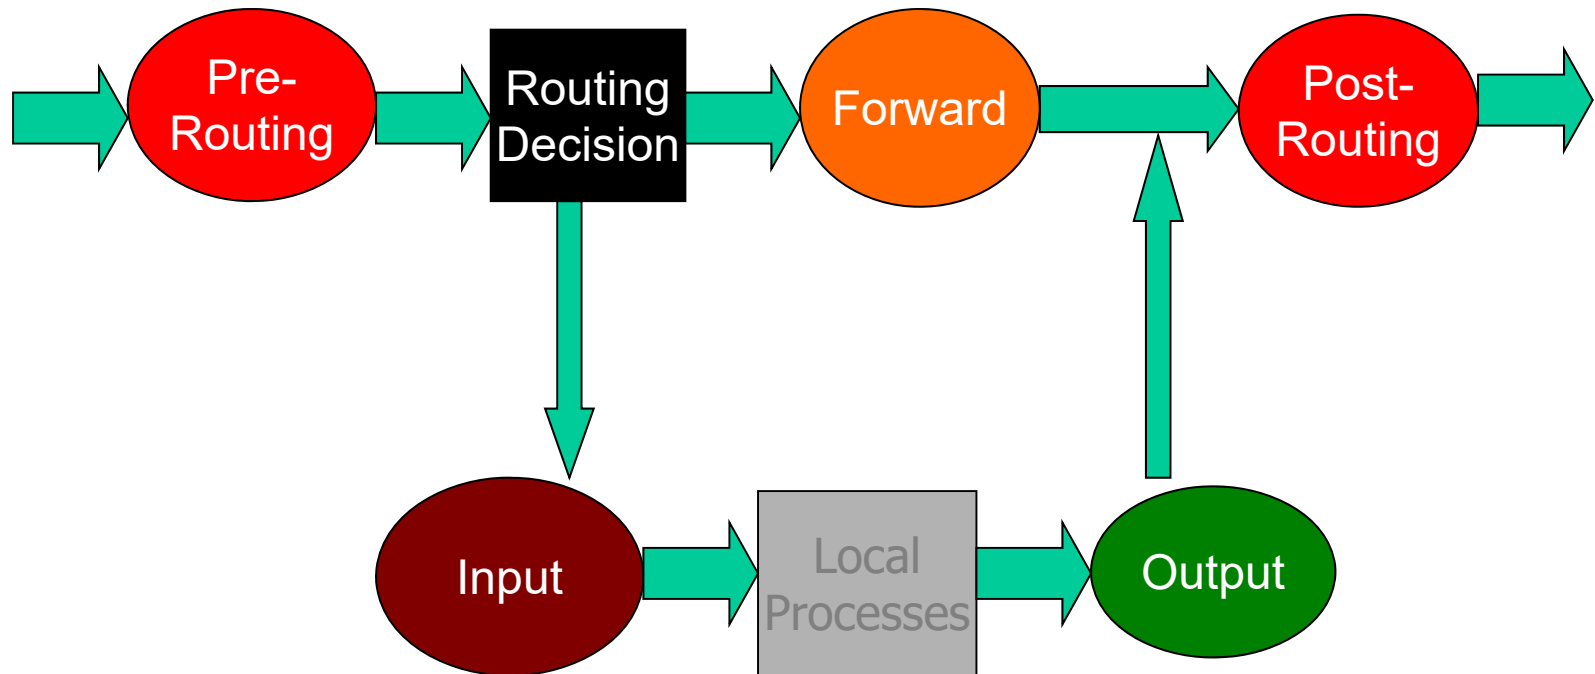 Pre-
Routing
Routing
Decision
Forward
Post-
Routing
Input
Local
Processes
Output